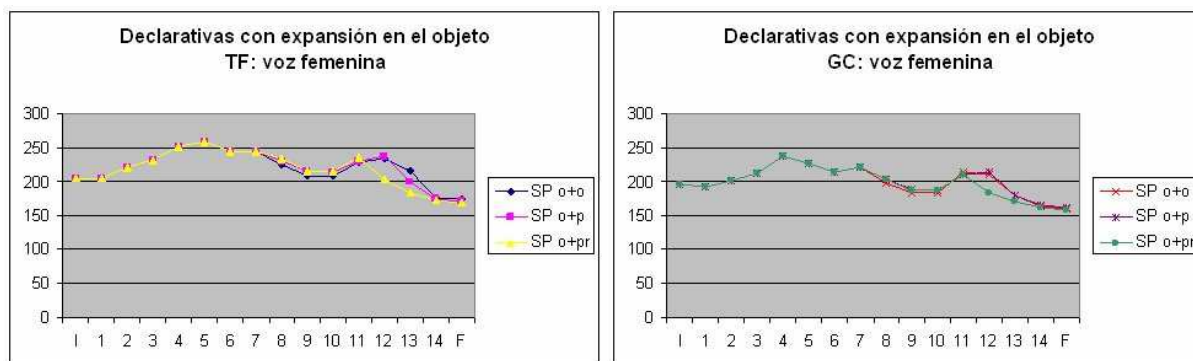 Declarativas con expansión en el objeto
TF: voz femenina
300
250
200
150
100
50
0
I 1 2 3 4 5 6 7 8 9 10 11 12 13 14 F
SP o+o
SP o+p
SP o+pr
Declarativas con expansión en el objeto
GC: voz femenina
300
250
200
150
100
50
0
I 1 2 3 4 5 6 7 8 9 10 11 12 13 14 F
SP o+o
SP o+p
SP o+pr